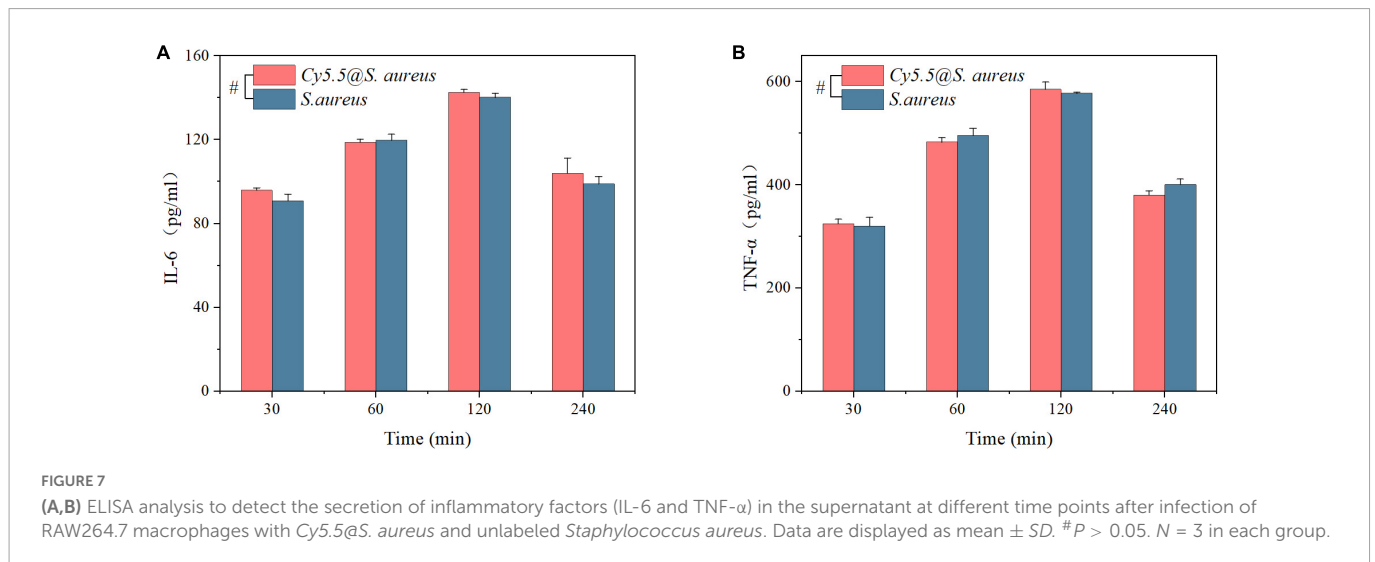 A
160
120
80
40
0
IL-6 （pg/ml）
#
Cy5.5@S. aureus
S.aureus
30 60 120 240
Time (min)
B
600
400
200
0
TNF-α（pg/ml）
#
Cy5.5@S. aureus
S.aureus
30 60 120 240
Time (min)
FIGURE 7
(A,B) ELISA analysis to detect the secretion of inflammatory factors (IL-6 and TNF-α) in the supernatant at different time points after infection of
RAW264.7 macrophages with Cy5.5@S. aureus and unlabeled Staphylococcus aureus. Data are displayed as mean ± SD. #P > 0.05. N = 3 in each group.